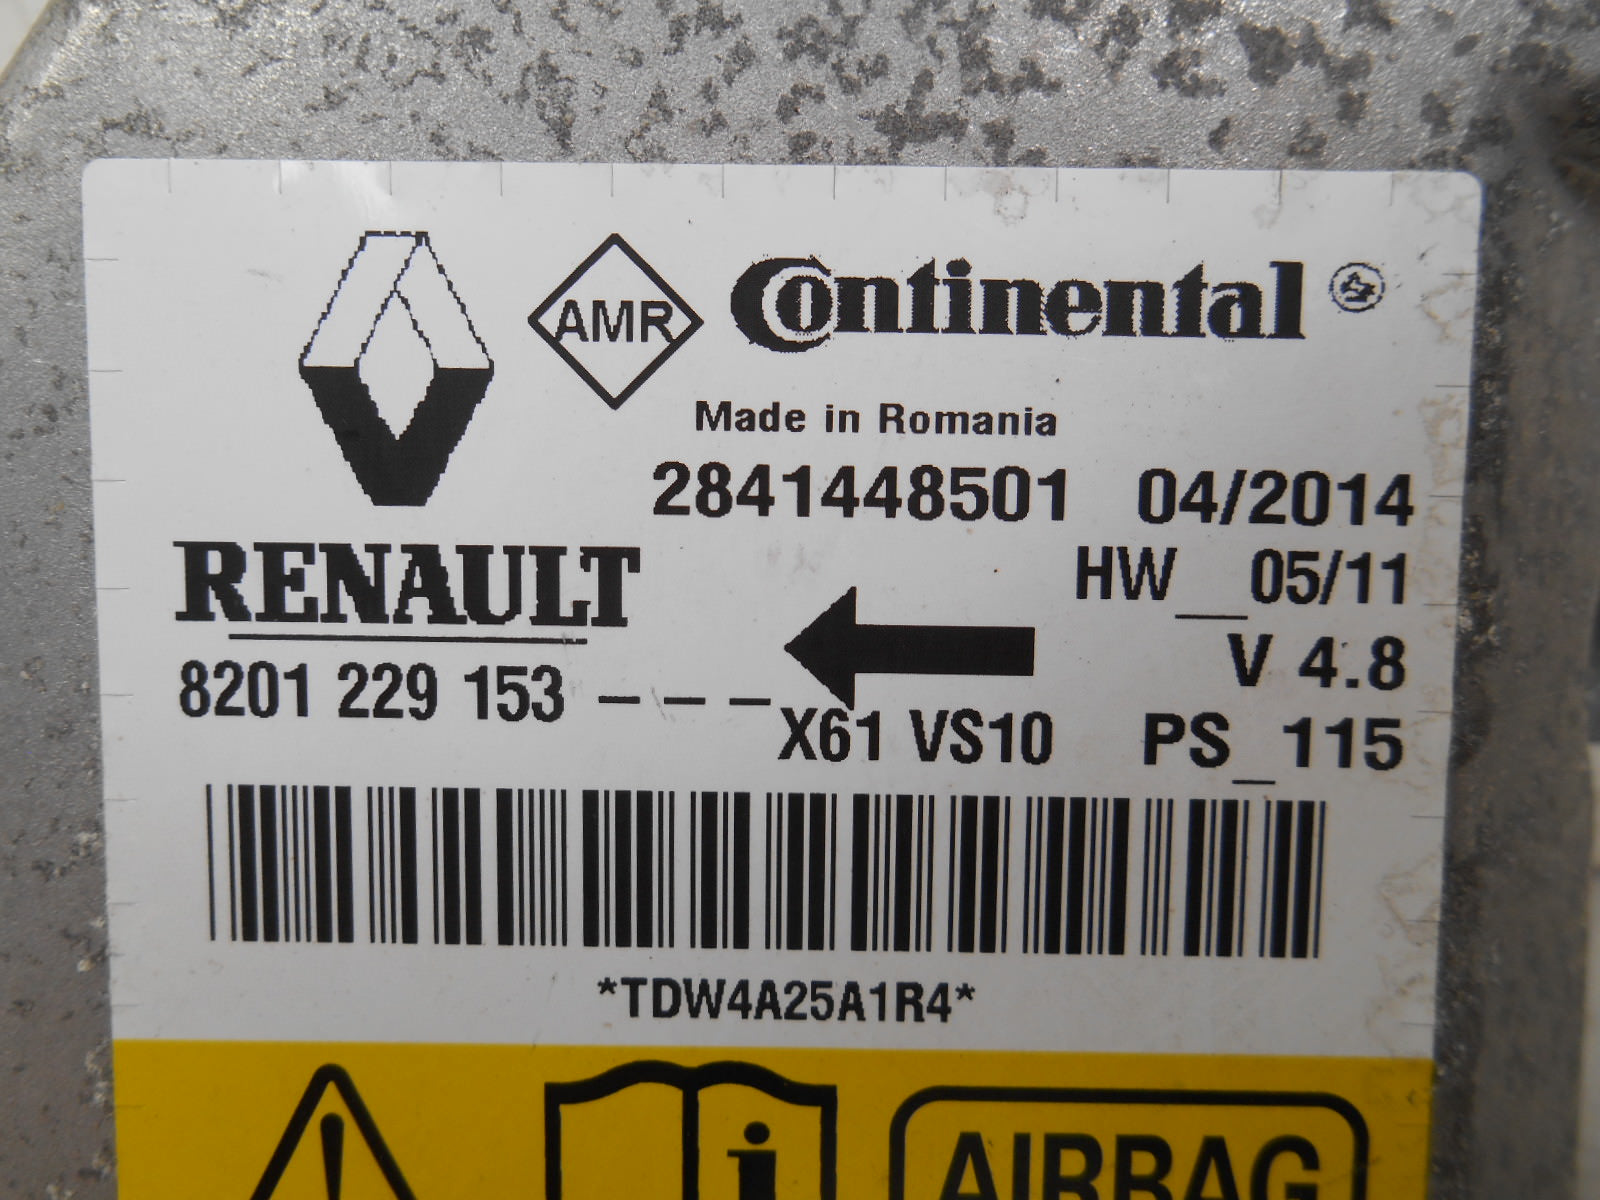 AMR
Continental
Made in Romania
2841448501 04/2014
HW__05/11
RENAULT
V 4.8
8201 229 153 _ _ _
X61 VS10 PS_115
*TDW4A25A1R4*
AIRBAG